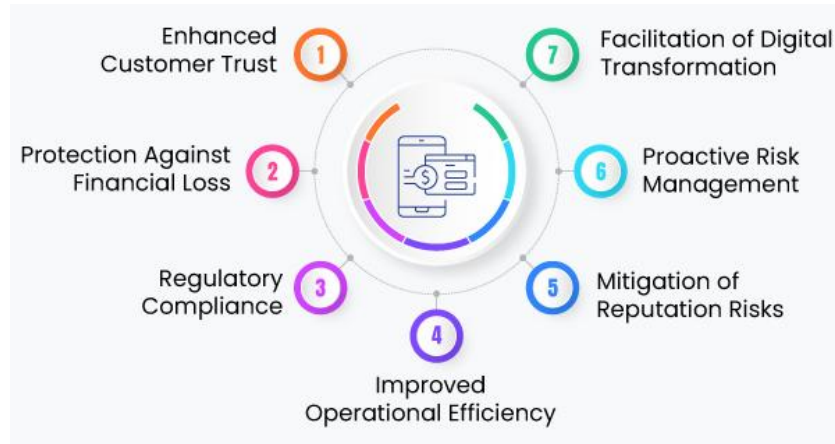 1
Enhanced
Customer Trust
2
Protection Against
Financial Loss
3
Regulatory
Compliance
4
Improved
Operational Efficiency
5
Mitigation of
Reputation Risks
6
Proactive Risk
Management
7
Facilitation of Digital
Transformation
$